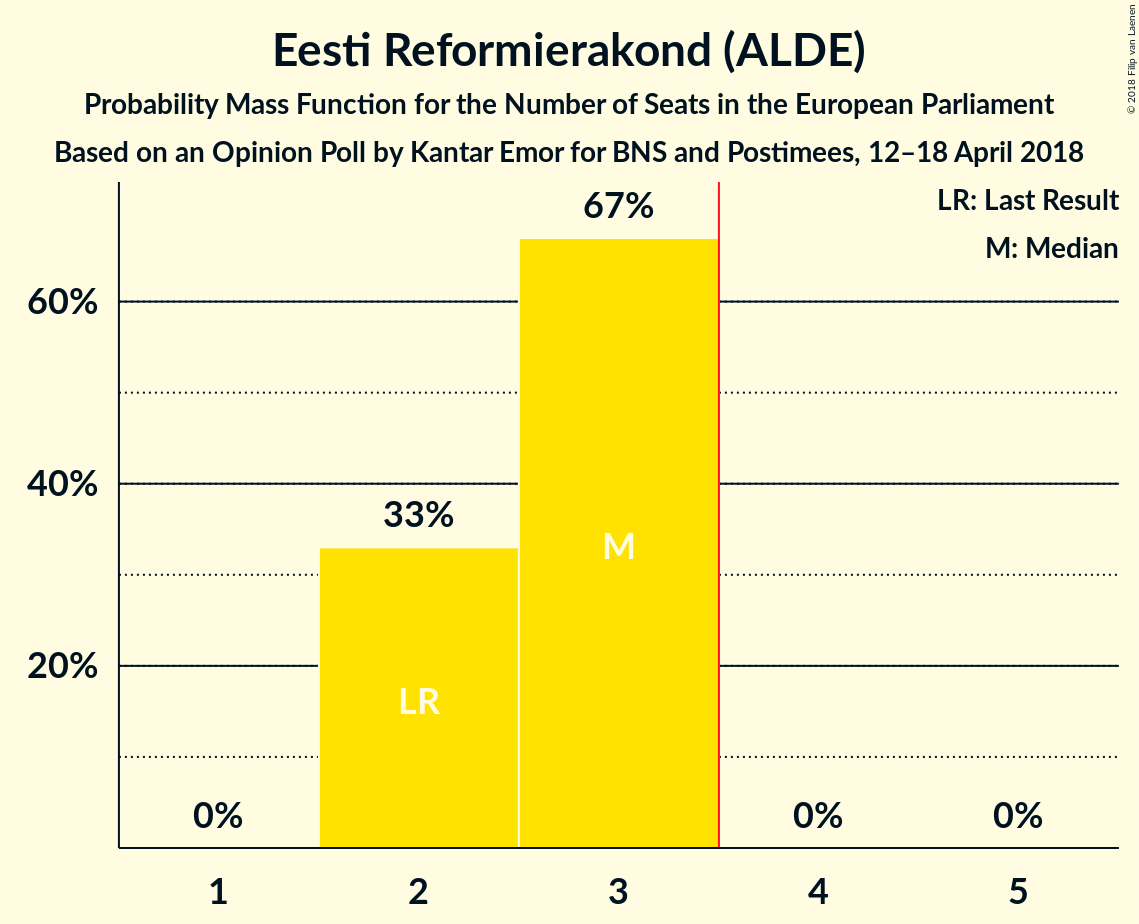 Eesti Reformierakond (ALDE)
Probability Mass Function for the Number of Seats in the European Parliament
Based on an Opinion Poll by Kantar Emor for BNS and Postimees, 12–18 April 2018
© 2018 Filip van Laenen
LR: Last Result
M: Median
67%
60%
40%
33%
M
20%
LR
0%
0%
0%
1 2 3 4 5